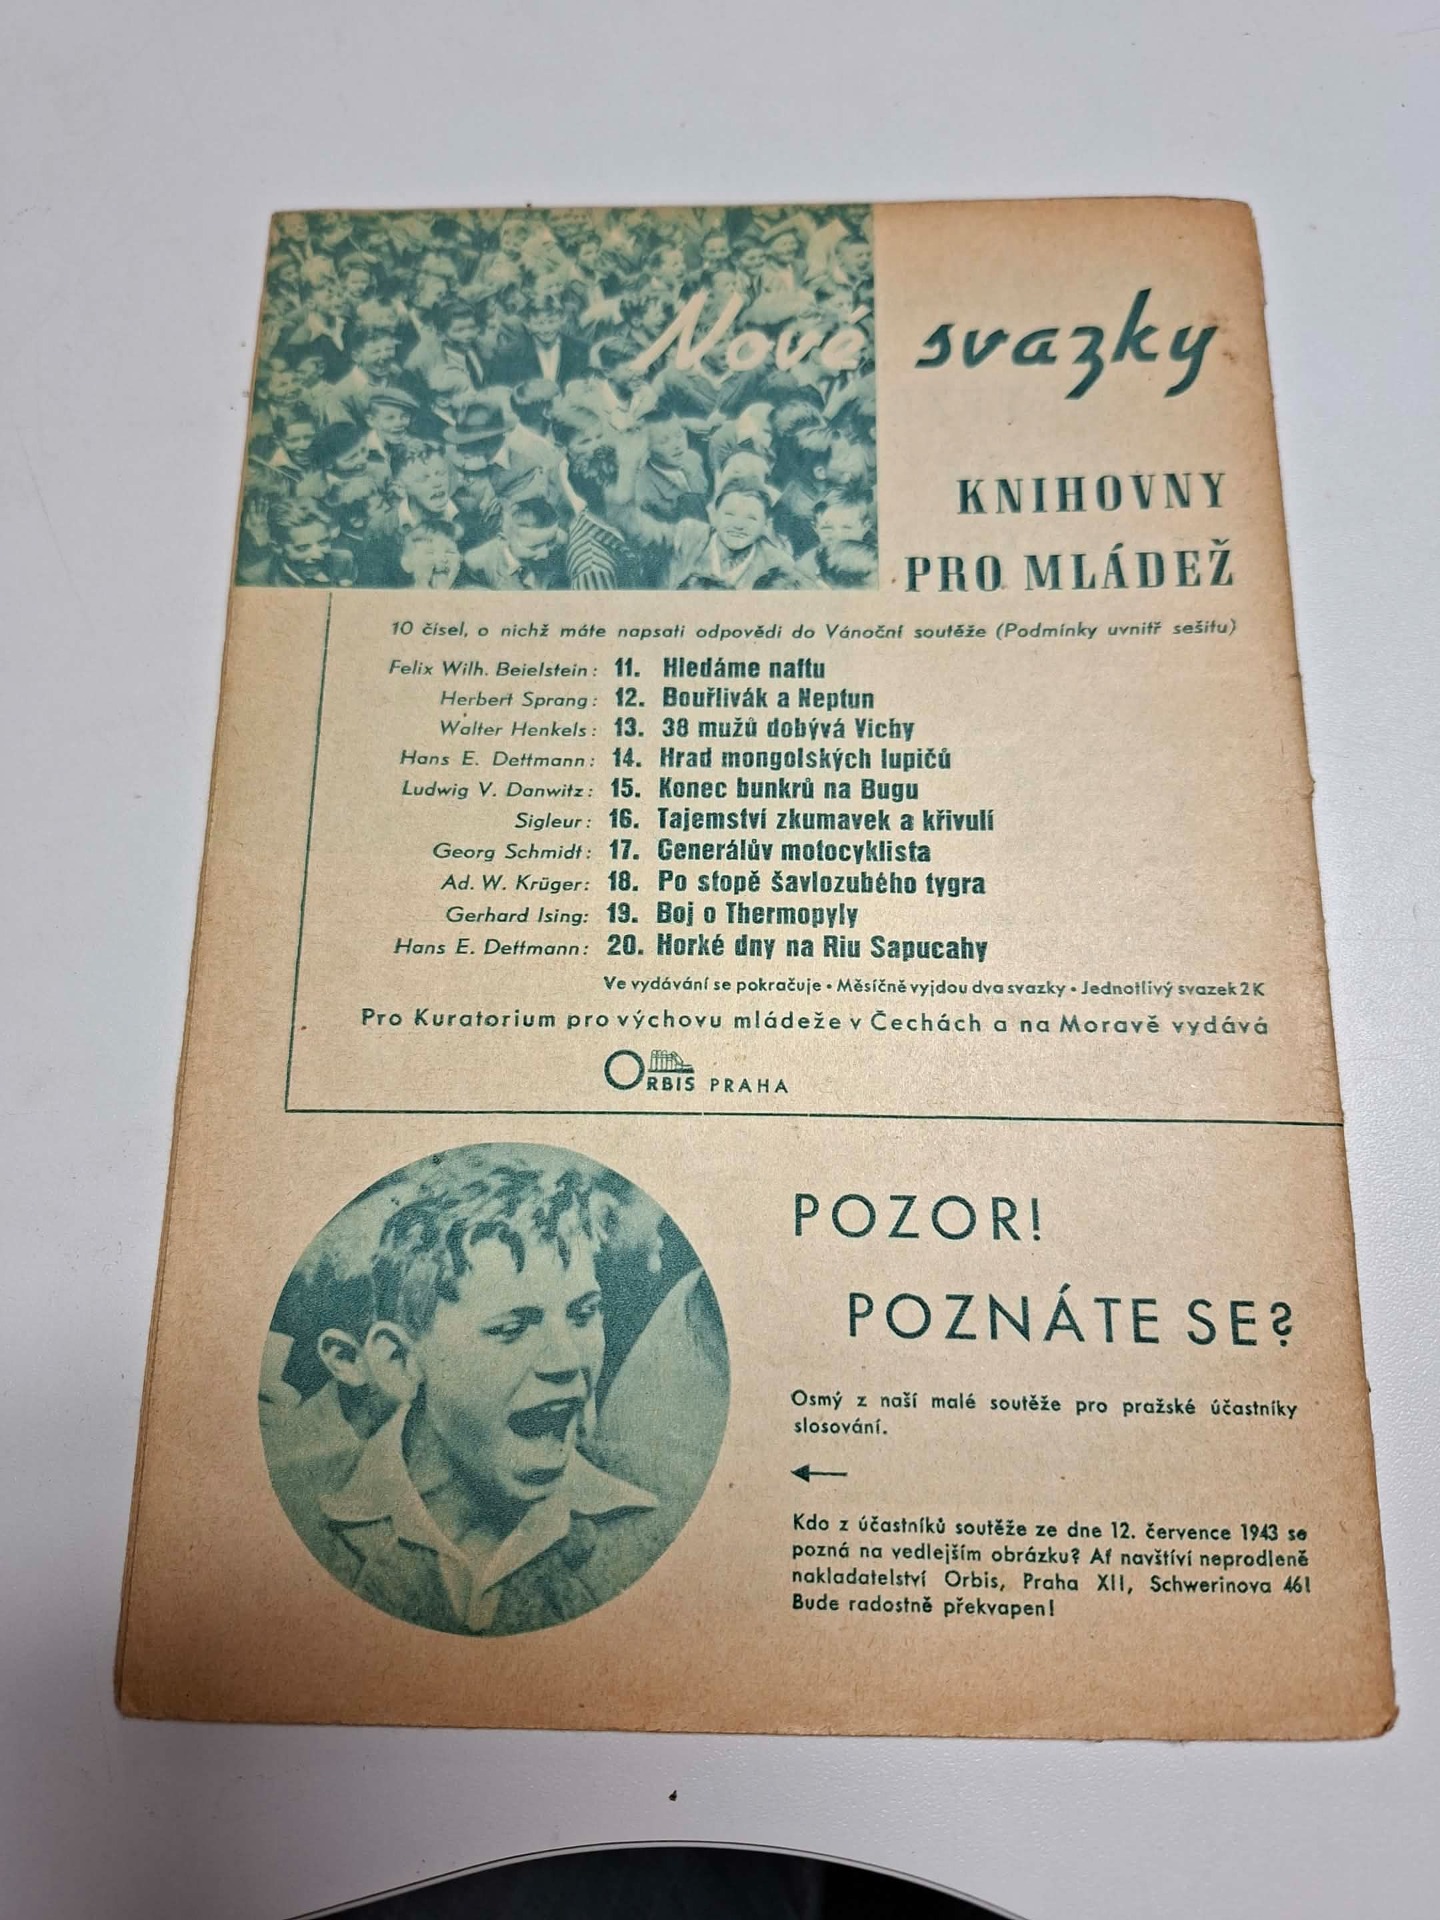 Nové svazky
KNIHOVNY
PRO MLÁDEŽ
10 čísel, o nichž máte napsati odpovědi do Vánoční soutěže (Podmínky uvnitř sešitu)
Felix Wilh. Beielstein: 11. Hledáme naftu
Herbert Sprang: 12. Bouřlivák a Neptun
Walter Henkels: 13. 38 mužů dobývá Vichy
Hans E. Dettmann: 14. Hrad mongolských lupičů
Ludwig V. Danwitz: 15. Konec bunkrů na Bugu
Sigleur: 16. Tajemství zkumavek a křivulí
Georg Schmidt: 17. Generálův motocyklista
Ad. W. Krüger: 18. Po stopě šavlozubého tygra
Gerhard Ising: 19. Boj o Thermopyly
Hans E. Dettmann: 20. Horké dny na Riu Sapucahy
Ve vydávání se pokračuje • Měsíčně vyjdou dva svazky • Jednotlivý svazek 2 K
Pro Kuratorium pro výchovu mládeže v Čechách a na Moravě vydává
ORBIS PRAHA
POZOR!
POZNÁTE SE?
Osmý z naší malé soutěže pro pražské účastníky
slosování.
Kdo z účastníků soutěže ze dne 12. července 1943 se
pozná na vedlejším obrázku? Ať navštíví neprodleně
nakladatelství Orbis, Praha XII, Schwerinova 46!
Bude radostně překvapen!